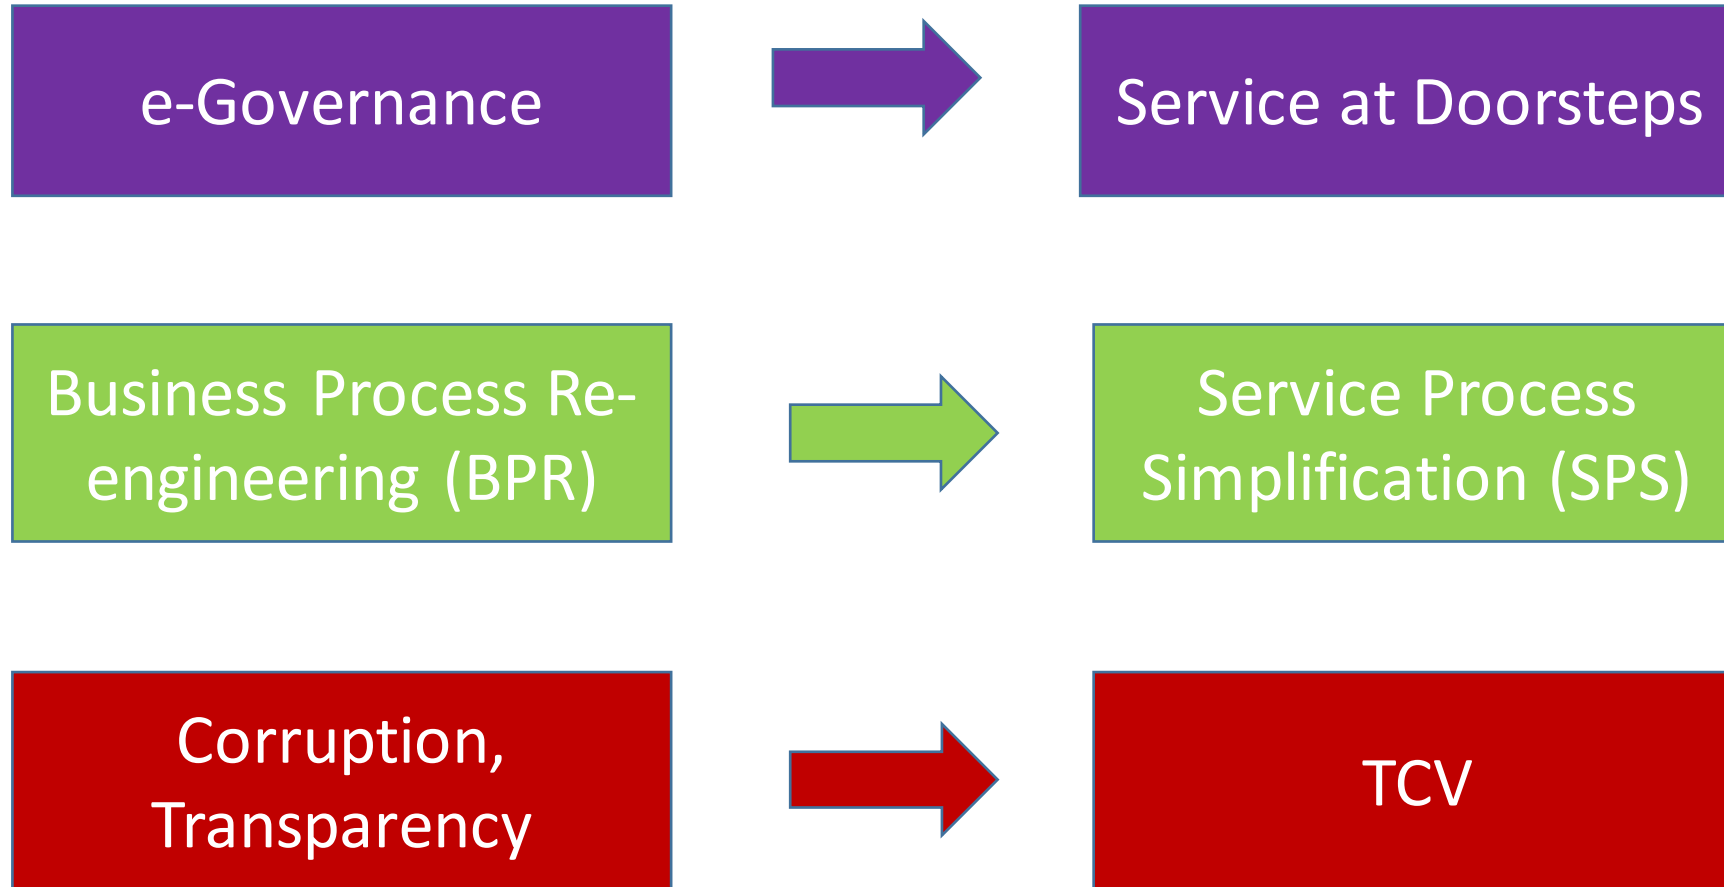 e-Governance
Service at Doorsteps
Business Process Re-
engineering (BPR)
Service Process
Simplification (SPS)
Corruption,
Transparency
TCV